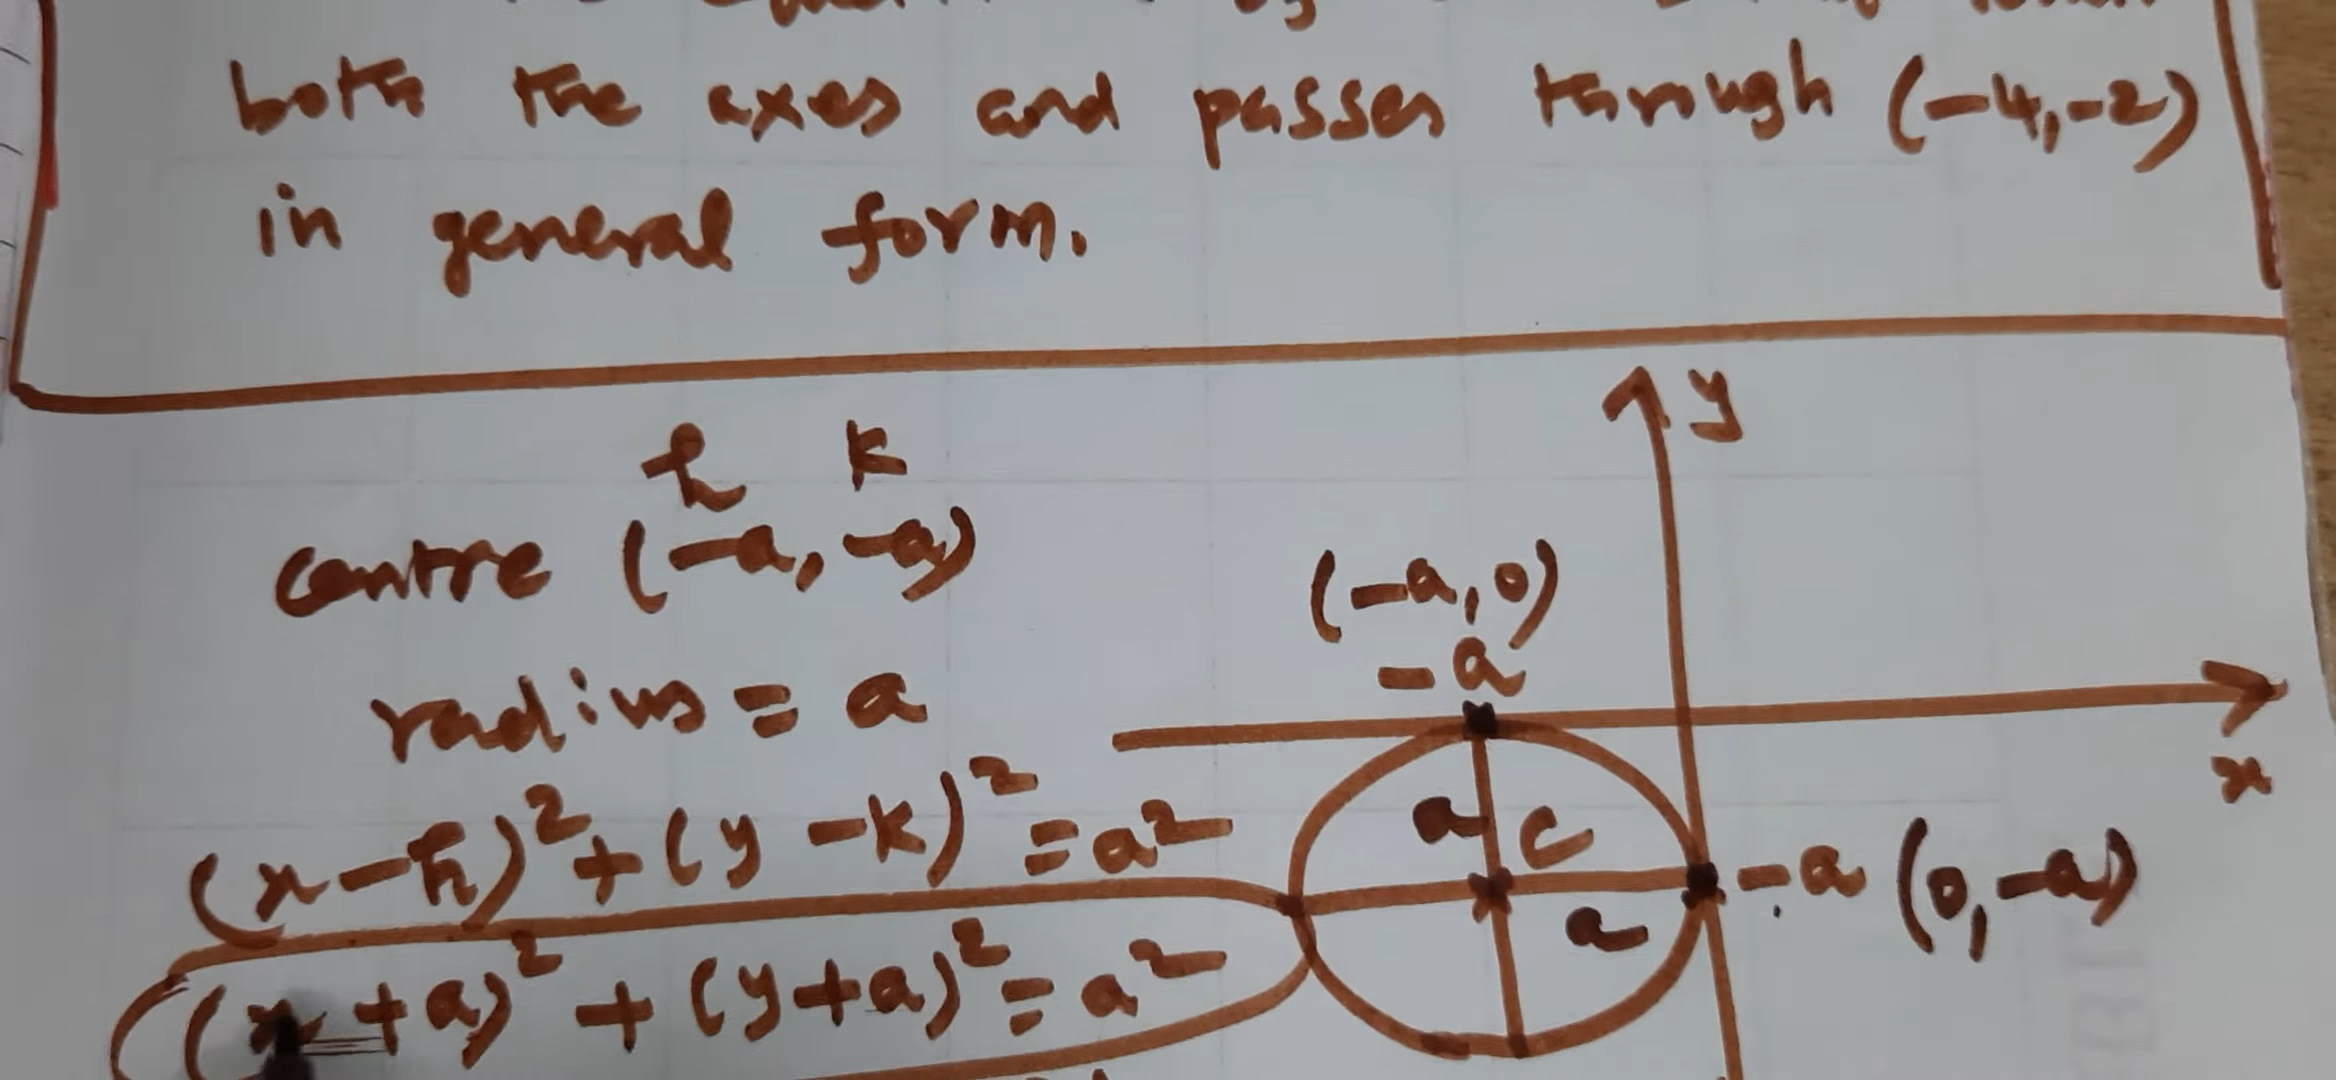 both the axes and passes through (-4,-2)
in general form.
h k
centre (-a, -a)
radius = a
(x-h)²+(y-k)²=a²
(x+a)²+(y+a)²=a²
y
(-a,0)
-a
x
a C
a
-a (0,-a)